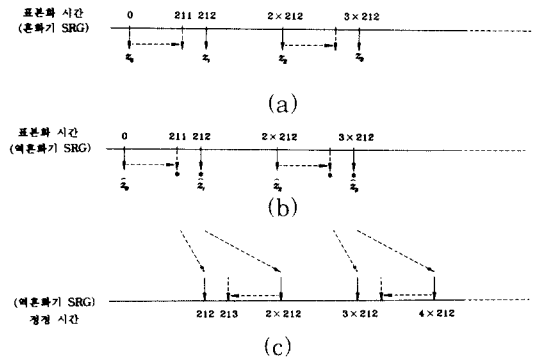 표본화 시간
(혼화기 SRG)
0 211 212 2×212 3×212
z₀ z₁ z₂ z₃
(a)
표본화 시간
(역혼화기 SRG)
0 211 212 2×212 3×212
ẑ₀ ẑ₁ ẑ₂ ẑ₃
(b)
(역혼화기 SRG)
정정 시간
212 213 2×212 3×212 4×212
(c)